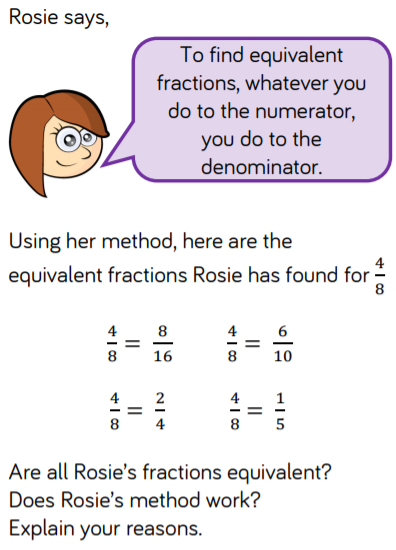 Rosie says,
To find equivalent
fractions, whatever you
do to the numerator,
you do to the
denominator.
Using her method, here are the
equivalent fractions Rosie has found for 4/8
4/8 = 8/16 4/8 = 6/10
4/8 = 2/4 4/8 = 1/5
Are all Rosie's fractions equivalent?
Does Rosie's method work?
Explain your reasons.